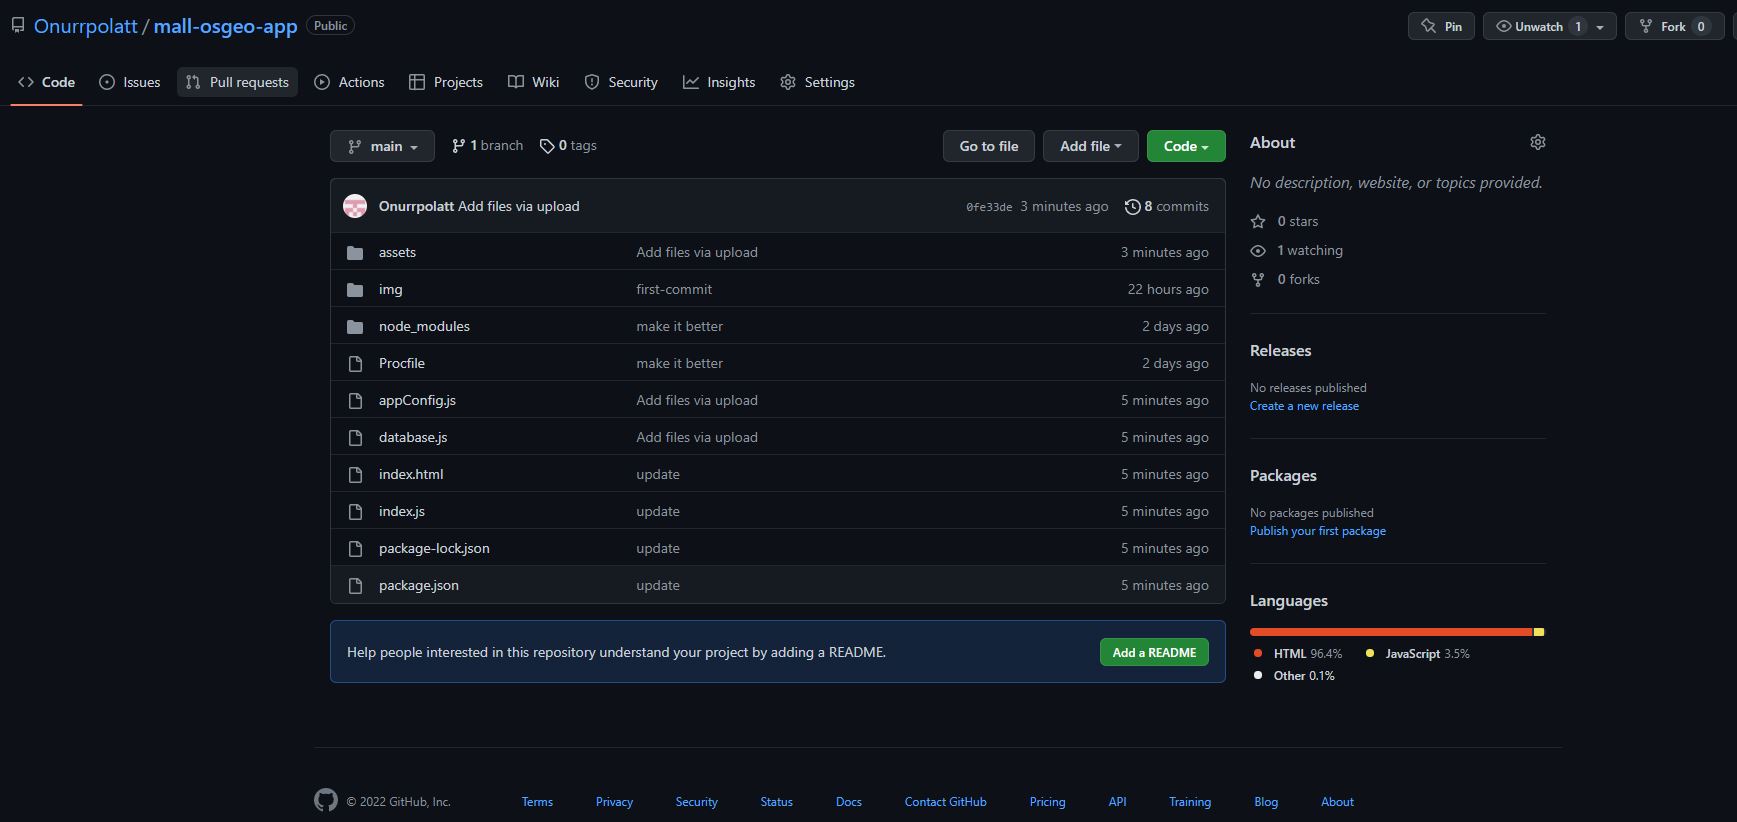 Onurrpolatt / mall-osgeo-app Public Pin Unwatch 1 Fork 0
Code Issues Pull requests Actions Projects Wiki Security Insights Settings
main 1 branch 0 tags Go to file Add file Code
Onurrpolatt Add files via upload 0fe33de 3 minutes ago 8 commits
assets Add files via upload 3 minutes ago
img first-commit 22 hours ago
node_modules make it better 2 days ago
Procfile make it better 2 days ago
appConfig.js Add files via upload 5 minutes ago
database.js Add files via upload 5 minutes ago
index.html update 5 minutes ago
index.js update 5 minutes ago
package-lock.json update 5 minutes ago
package.json update 5 minutes ago
Help people interested in this repository understand your project by adding a README. Add a README
About
No description, website, or topics provided.
0 stars
1 watching
0 forks
Releases
No releases published
Create a new release
Packages
No packages published
Publish your first package
Languages
HTML 96.4% JavaScript 3.5%
Other 0.1%
© 2022 GitHub, Inc. Terms Privacy Security Status Docs Contact GitHub Pricing API Training Blog About